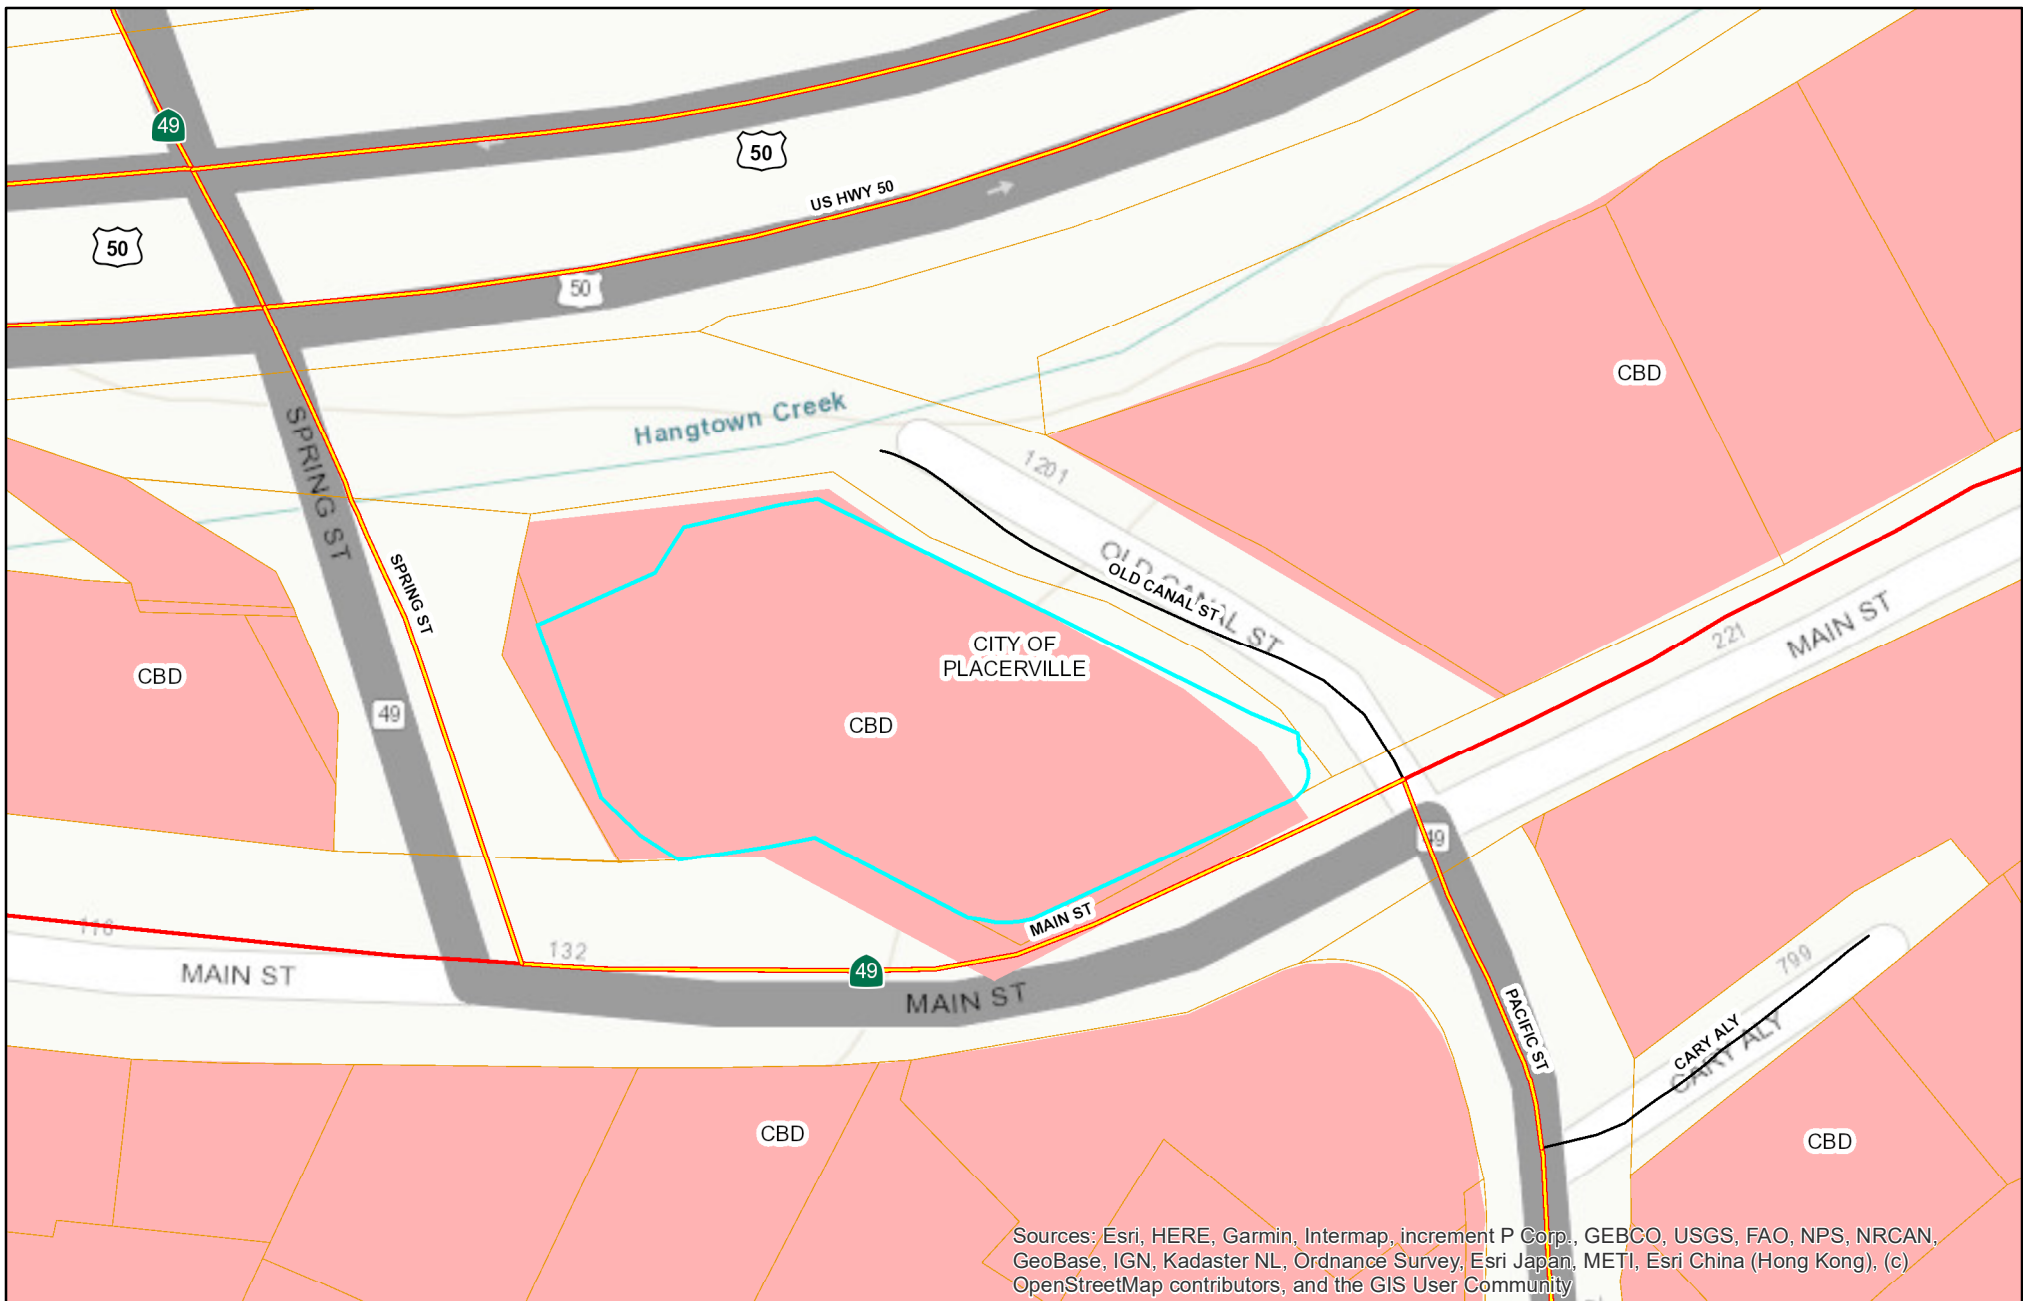 49
50
US HWY 50
50
50
CBD
Hangtown Creek
SPRING ST
1201
OLD CANAL ST
OLD CANAL ST
SPRING ST
CITY OF
PLACERVILLE
221
MAIN ST
CBD
49
CBD
49
MAIN ST
116
132
MAIN ST
49
MAIN ST
799
PACIFIC ST
CARY ALY
CARY ALY
CBD
CBD
Sources: Esri, HERE, Garmin, Intermap, increment P Corp., GEBCO, USGS, FAO, NPS, NRCAN,
GeoBase, IGN, Kadaster NL, Ordnance Survey, Esri Japan, METI, Esri China (Hong Kong), (c)
OpenStreetMap contributors, and the GIS User Community